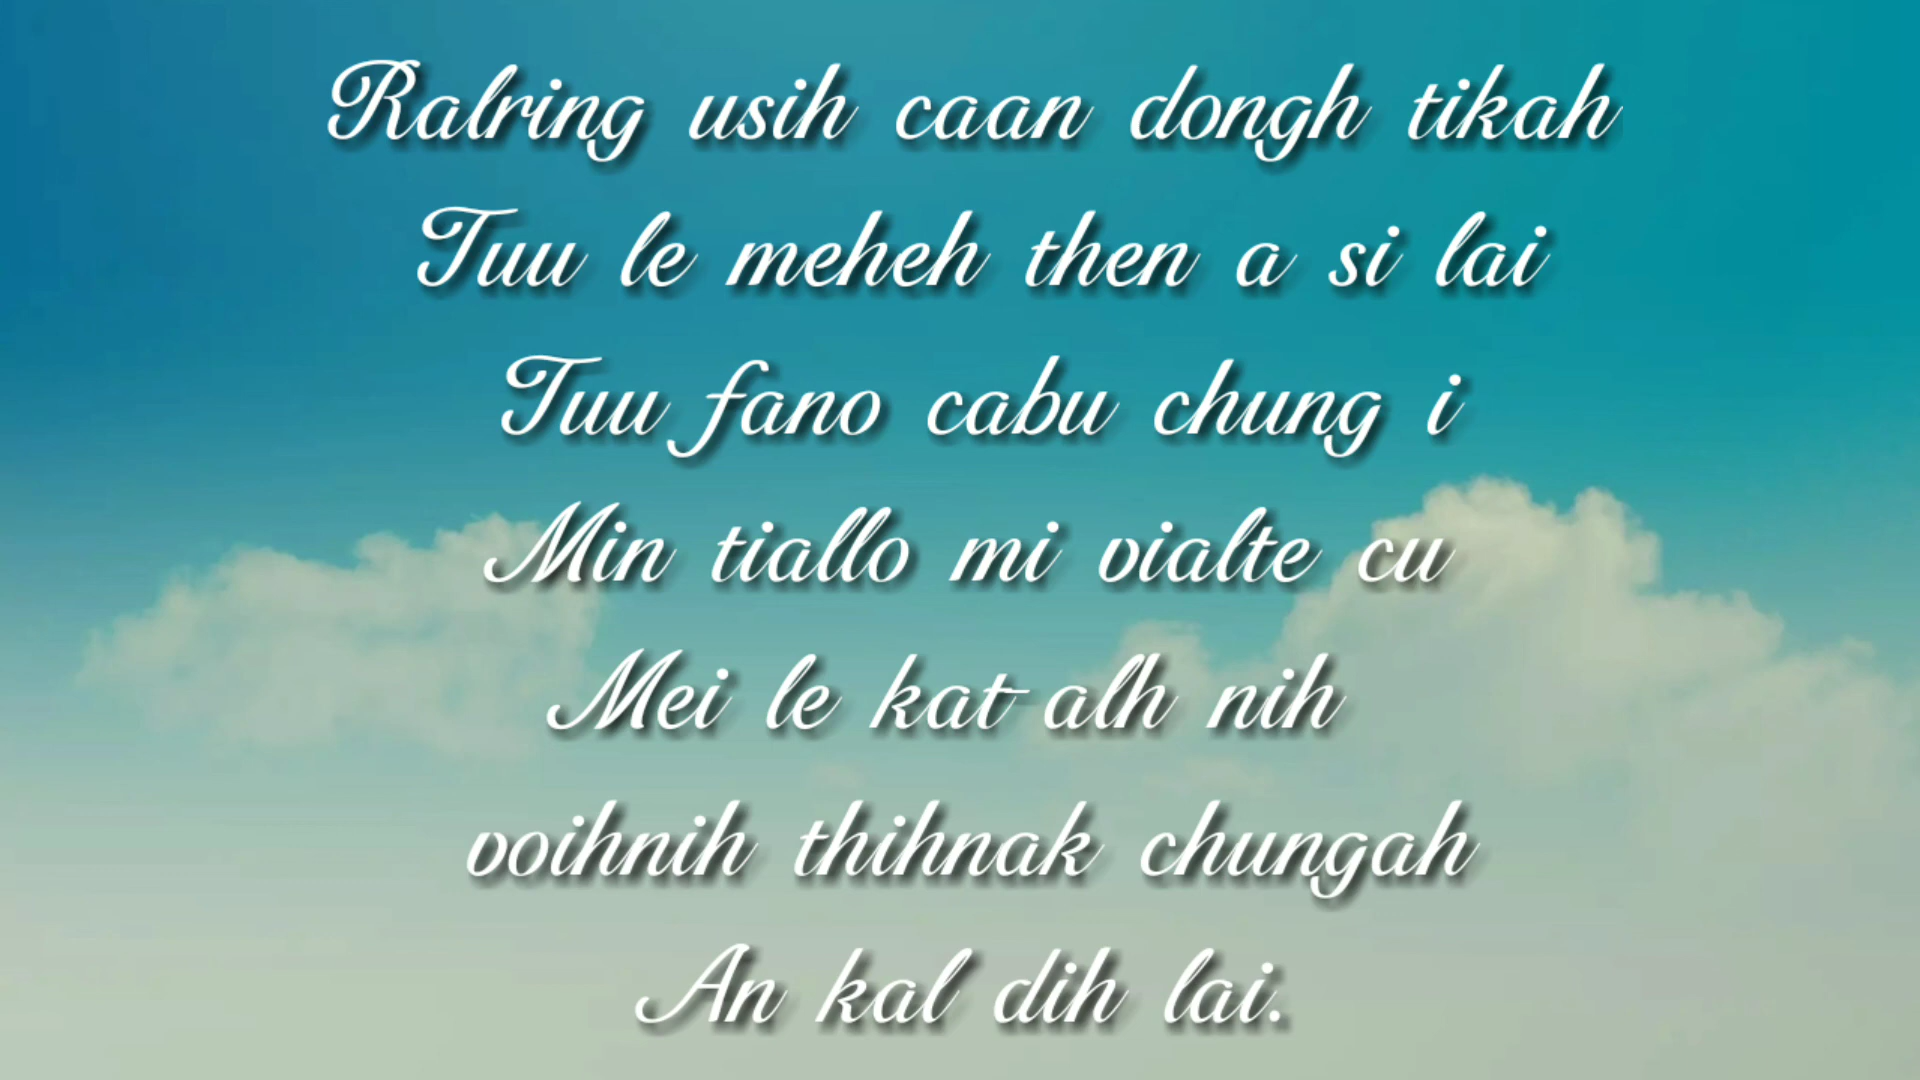 Ralring usih caan dongh tikah
Tuu le meheh then a si lai
Tuu fano cabu chung i
Min tiallo mi vialte cu
Mei le kat alh nih
voihnih thihnak chungah
An kal dih lai.